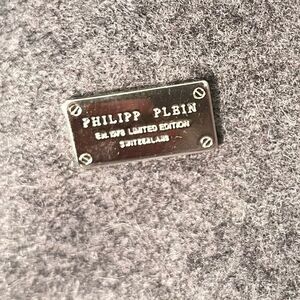 PHILIPP PLEIN
Est.1978 LIMITED EDITION
SWITZERLAND